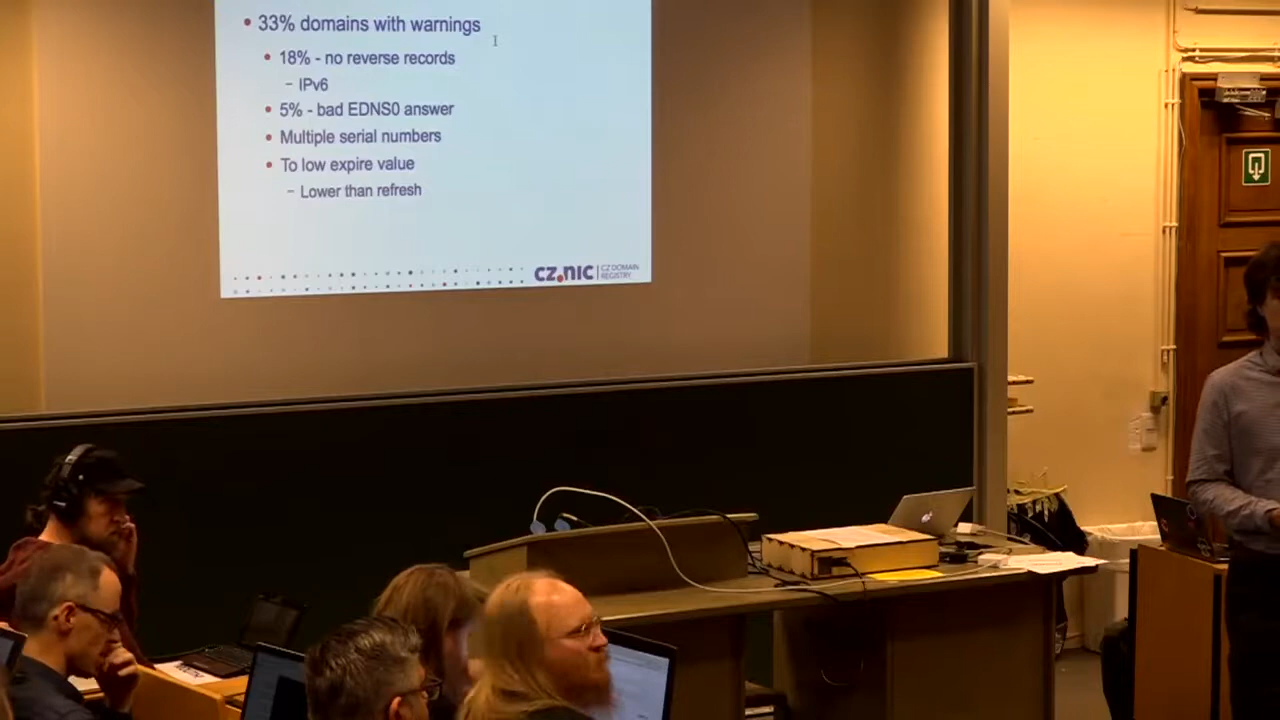 • 33% domains with warnings
• 18% - no reverse records
– IPv6
• 5% - bad EDNS0 answer
• Multiple serial numbers
• To low expire value
– Lower than refresh
CZ.NIC | CZ DOMAIN
REGISTRY